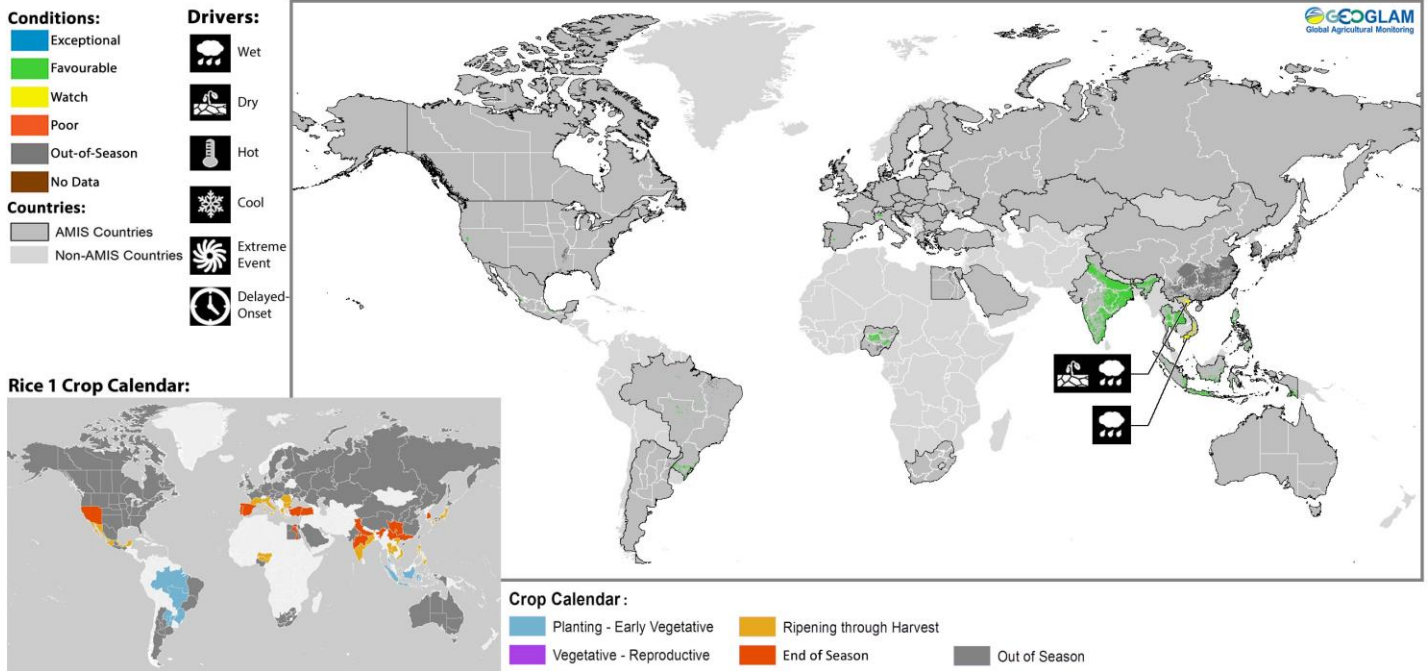 Conditions:
Exceptional
Favourable
Watch
Poor
Out-of-Season
No Data
Countries:
AMIS Countries
Non-AMIS Countries
Drivers:
Wet
Dry
Hot
Cool
Extreme
Event
Delayed-
Onset
GEOGLAM
Global Agricultural Monitoring
Rice 1 Crop Calendar:
Crop Calendar :
Planting - Early Vegetative
Ripening through Harvest
Vegetative - Reproductive
End of Season
Out of Season